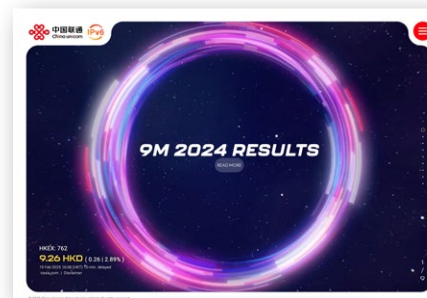 中国联通
China unicom
IPv6
9M 2024 RESULTS
READ MORE
HKEX: 762
9.26 HKD ( 0.26 | 2.89% )